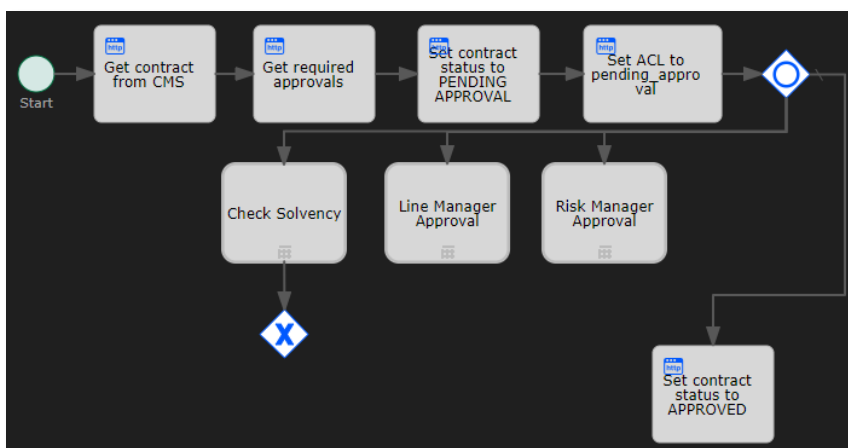 http
http
http
http
Get contract
from CMS
Get required
approvals
Set contract
status to
PENDING
APPROVAL
Set ACL to
pending_appro
val
Start
Check Solvency
Line Manager
Approval
Risk Manager
Approval
X
http
Set contract
status to
APPROVED